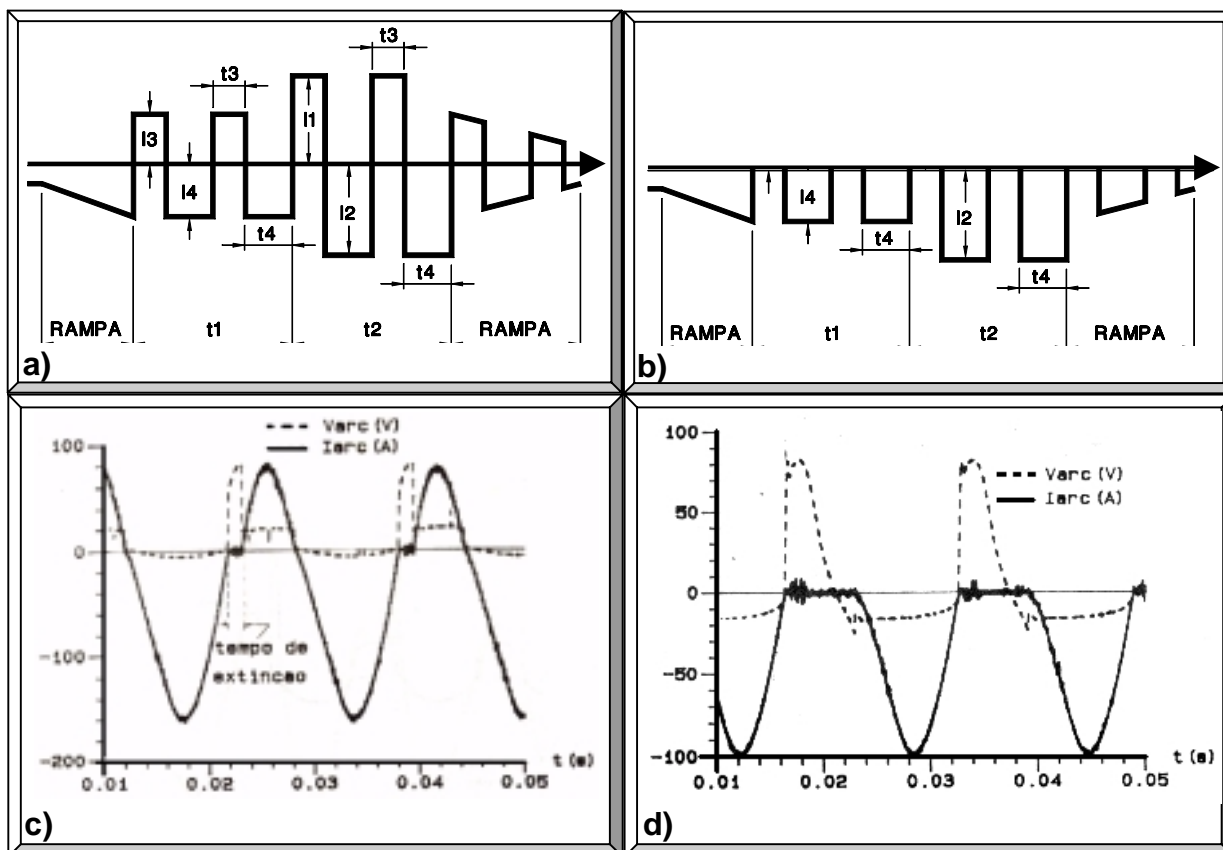 t3
t3
I1
I3
I4
I2
t4
t4
RAMPA
t1
t2
RAMPA
a)
I4
I2
t4
t4
RAMPA
t1
t2
RAMPA
b)
Varc (V)
Iarc (A)
100
0
-100
-200
tempo de
extincao
t (s)
0.01
0.02
0.03
0.04
0.05
c)
100
50
0
-50
-100
Varc (V)
Iarc (A)
t (s)
0.01
0.02
0.03
0.04
0.05
d)